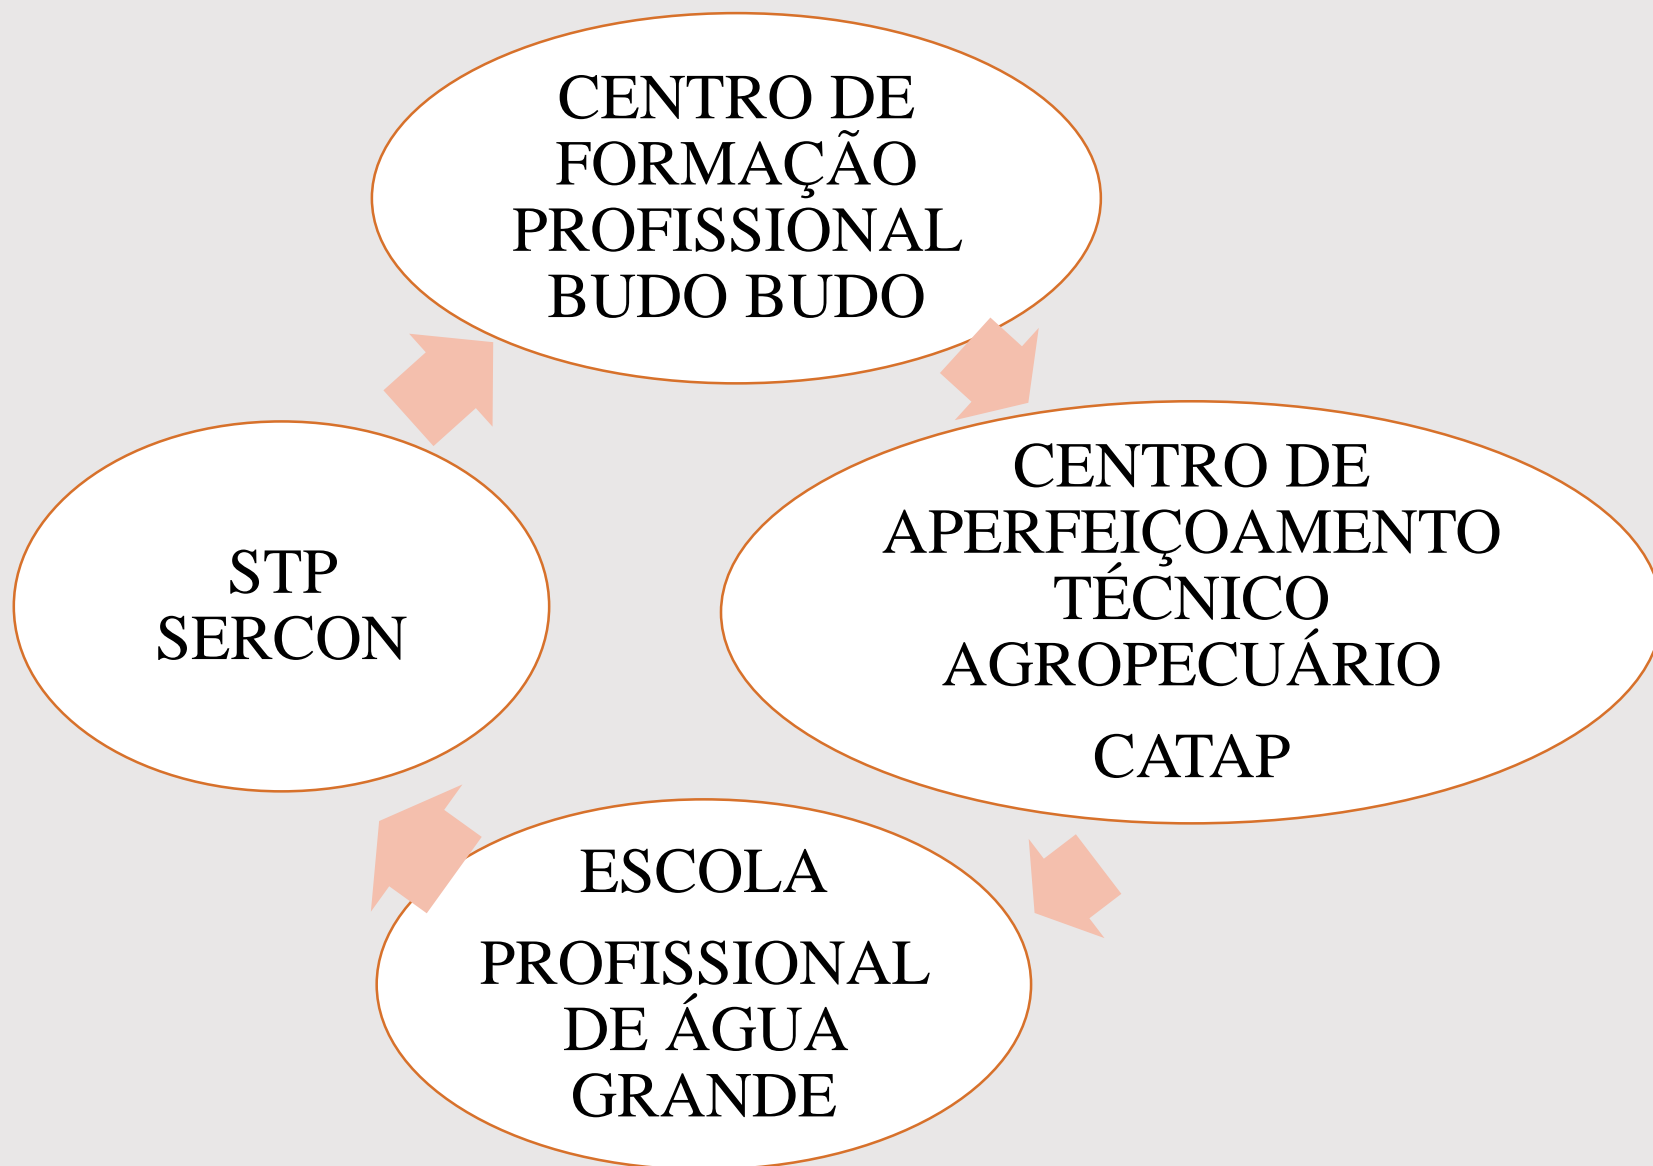 CENTRO DE
FORMAÇÃO
PROFISSIONAL
BUDO BUDO
CENTRO DE
APERFEIÇOAMENTO
TÉCNICO
AGROPECUÁRIO
CATAP
ESCOLA
PROFISSIONAL
DE ÁGUA
GRANDE
STP
SERCON